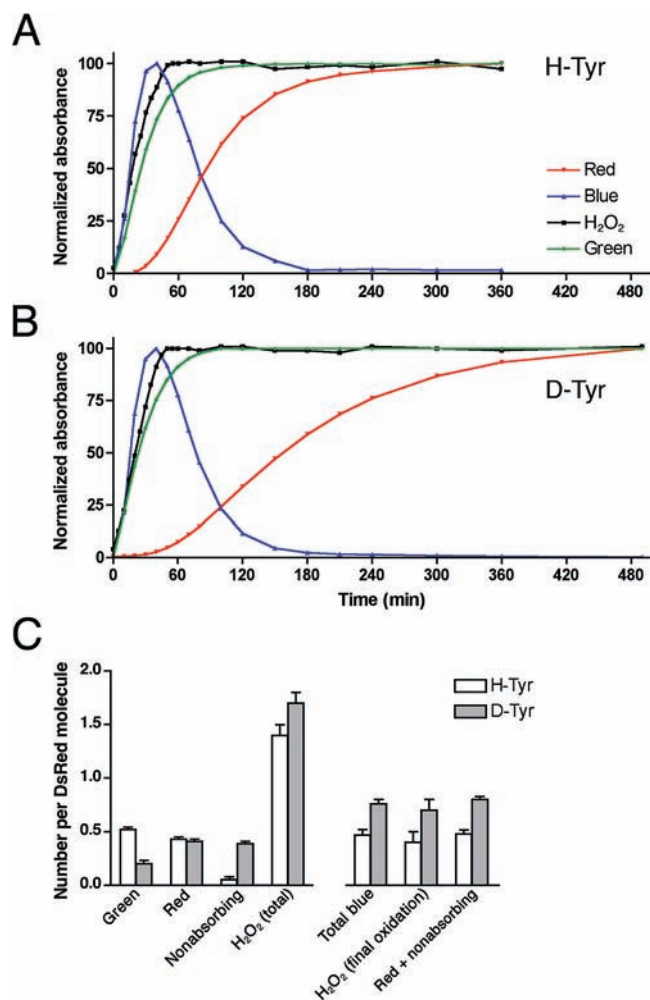 A
H-Tyr
Normalized absorbance
100
75
50
25
0
0 60 120 180 240 300 360
Red
Blue
H₂O₂
Green
B
D-Tyr
Normalized absorbance
100
75
50
25
0
0 60 120 180 240 300 360 420 480
Time (min)
C
Number per DsRed molecule
2.0
1.5
1.0
0.5
0.0
H-Tyr
D-Tyr
Green
Red
Nonabsorbing
H₂O₂ (total)
Total blue
H₂O₂ (final oxidation)
Red + nonabsorbing